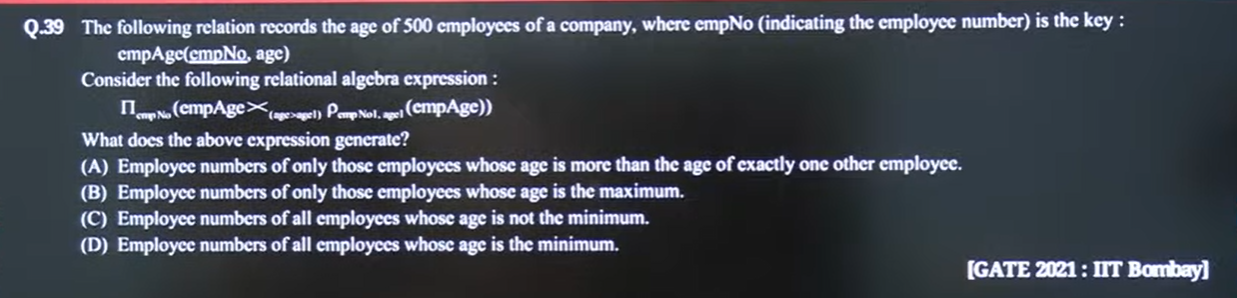 Q.39 The following relation records the age of 500 employees of a company, where empNo (indicating the employee number) is the key :
empAge(empNo, age)
Consider the following relational algebra expression :
Π empNo (empAge ⋈ (age>age1) ρ empNo1, age1 (empAge))
What does the above expression generate?
(A) Employee numbers of only those employees whose age is more than the age of exactly one other employee.
(B) Employee numbers of only those employees whose age is the maximum.
(C) Employee numbers of all employees whose age is not the minimum.
(D) Employee numbers of all employees whose age is the minimum.
[GATE 2021 : IIT Bombay]